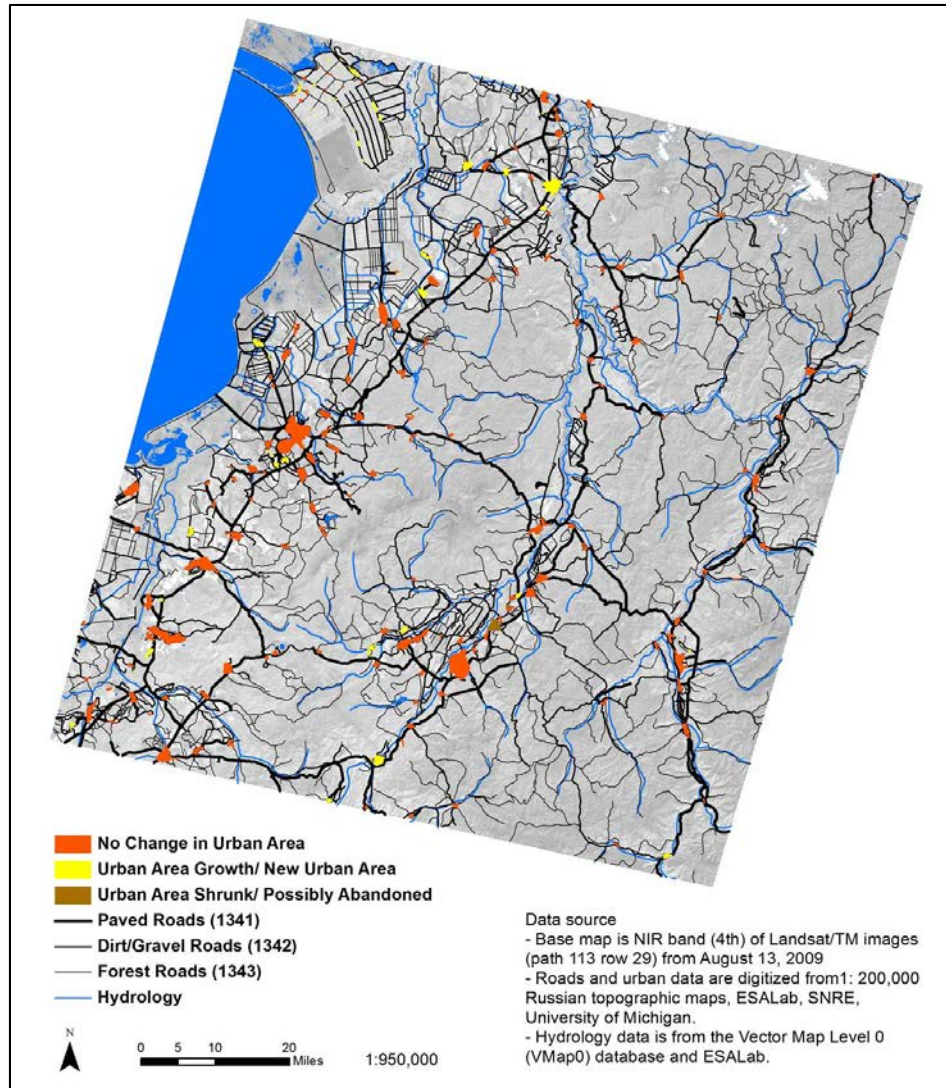 No Change in Urban Area
Urban Area Growth/ New Urban Area
Urban Area Shrunk/ Possibly Abandoned
Paved Roads (1341)
Dirt/Gravel Roads (1342)
Forest Roads (1343)
Hydrology
N
0 5 10 20
Miles
1:950,000
Data source
- Base map is NIR band (4th) of Landsat/TM images
(path 113 row 29) from August 13, 2009
- Roads and urban data are digitized from1: 200,000
Russian topographic maps, ESALab, SNRE,
University of Michigan.
- Hydrology data is from the Vector Map Level 0
(VMap0) database and ESALab.